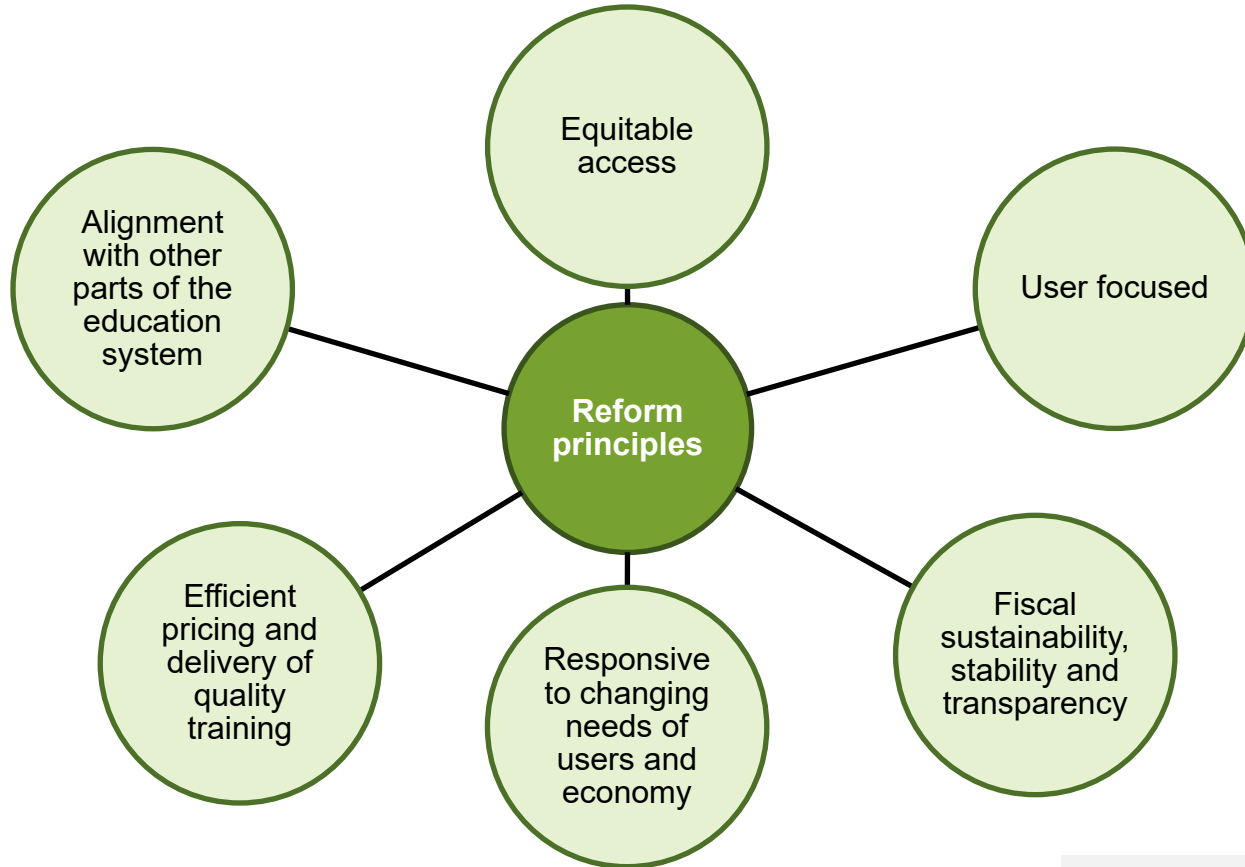 Equitable
access
Alignment
with other
parts of the
education
system
User focused
Reform
principles
Efficient
pricing and
delivery of
quality
training
Responsive
to changing
needs of
users and
economy
Fiscal
sustainability,
stability and
transparency